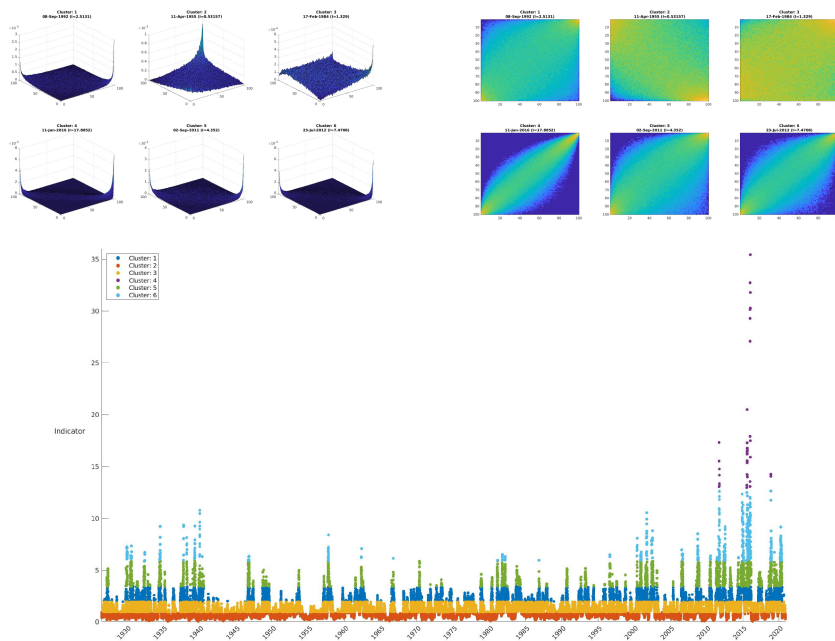 Cluster: 1
08-Sep-1992 (I=2.5131)
Cluster: 2
11-Apr-1955 (I=0.53157)
Cluster: 3
17-Feb-1984 (I=1.329)
Cluster: 1
08-Sep-1992 (I=2.5131)
Cluster: 2
11-Apr-1955 (I=0.53157)
Cluster: 3
17-Feb-1984 (I=1.329)
Cluster: 4
11-Jan-2016 (I=17.8852)
Cluster: 5
02-Sep-2011 (I=4.352)
Cluster: 6
23-Jul-2012 (I=7.4708)
Cluster: 4
11-Jan-2016 (I=17.8852)
Cluster: 5
02-Sep-2011 (I=4.352)
Cluster: 6
23-Jul-2012 (I=7.4708)
Cluster: 1
Cluster: 2
Cluster: 3
Cluster: 4
Cluster: 5
Cluster: 6
35
30
25
20
Indicator
15
10
5
0
1930 1935 1940 1945 1950 1955 1960 1965 1970 1975 1980 1985 1990 1995 2000 2005 2010 2015 2020